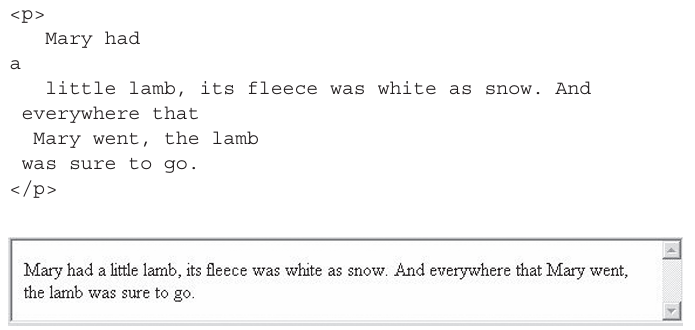 <p>
Mary had
a
little lamb, its fleece was white as snow. And
everywhere that
Mary went, the lamb
was sure to go.
</p>
Mary had a little lamb, its fleece was white as snow. And everywhere that Mary went,
the lamb was sure to go.